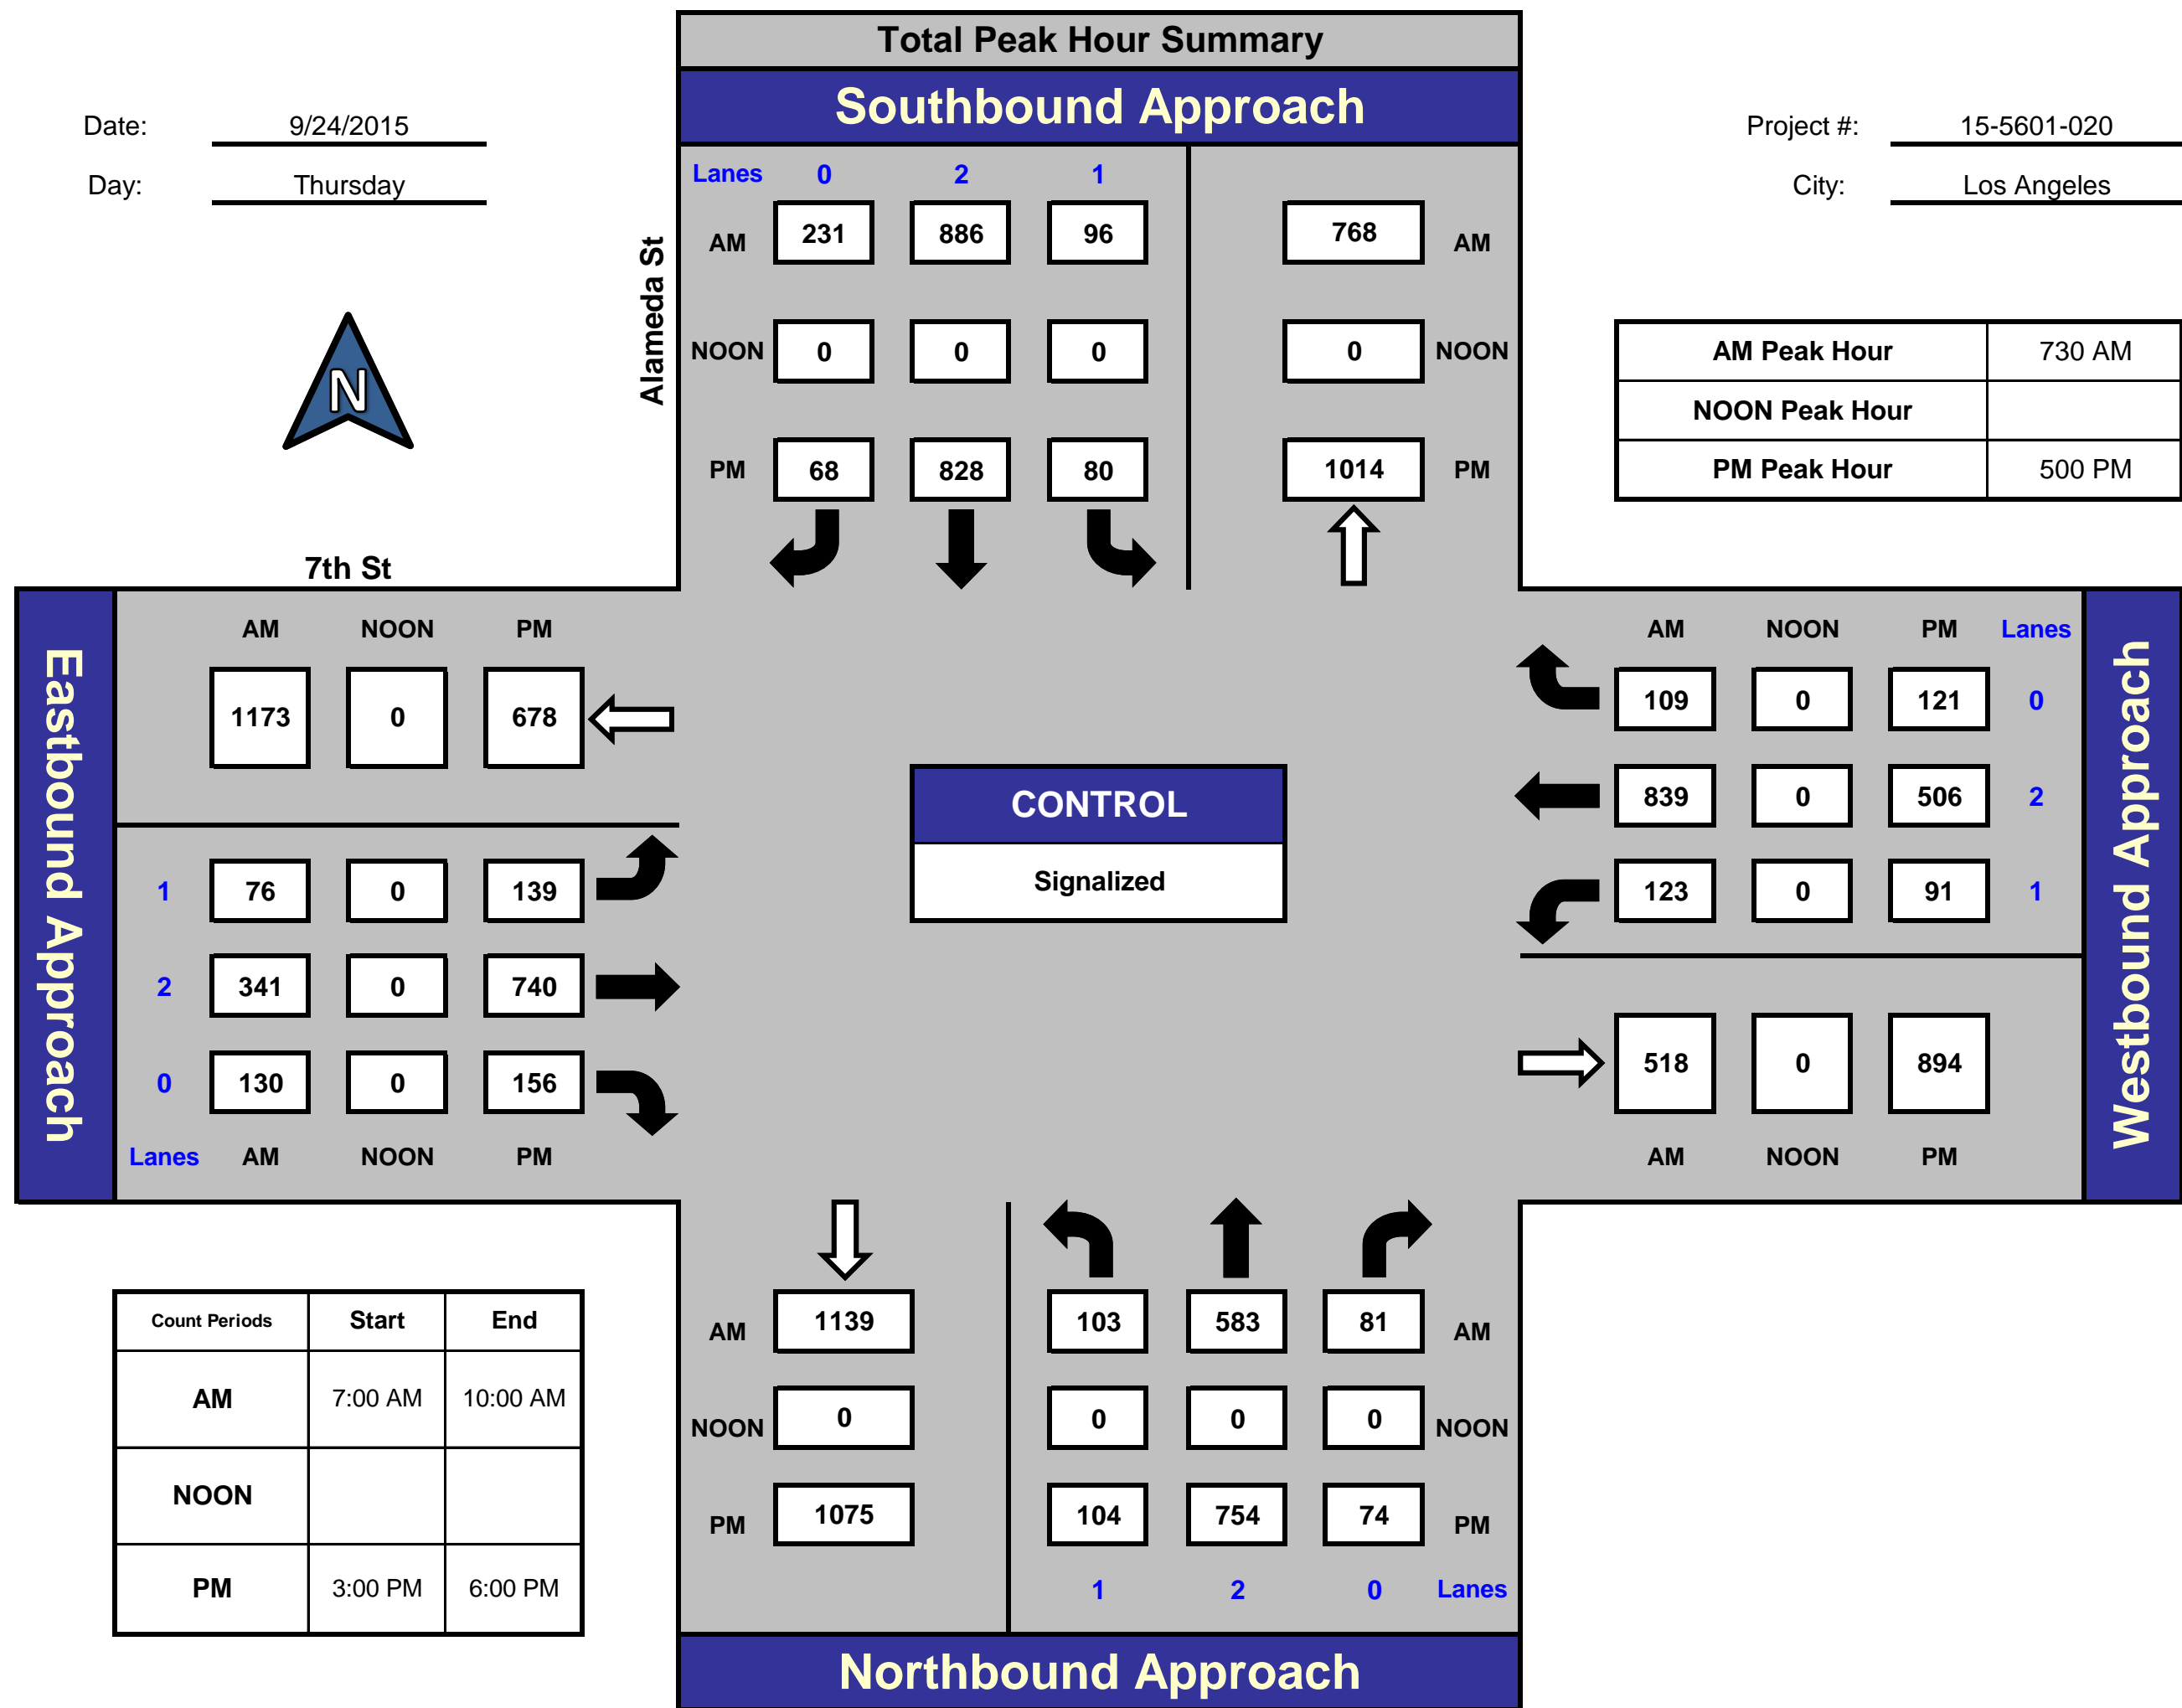 Total Peak Hour Summary
Southbound Approach
Date: 9/24/2015
Project #: 15-5601-020
Day: Thursday
City: Los Angeles
Lanes 0 2 1
AM 231 886 96 768 AM
Alameda St
N
NOON 0 0 0 0 NOON
PM 68 828 80 1014 PM
AM Peak Hour 730 AM
NOON Peak Hour
PM Peak Hour 500 PM
7th St
Eastbound Approach
AM NOON PM
1173 0 678
1 76 0 139
2 341 0 740
0 130 0 156
Lanes AM NOON PM
CONTROL
Signalized
AM NOON PM Lanes
109 0 121 0
839 0 506 2
123 0 91 1
518 0 894
AM NOON PM
Westbound Approach
Count Periods Start End
AM 7:00 AM 10:00 AM
NOON
PM 3:00 PM 6:00 PM
AM 1139 103 583 81 AM
NOON 0 0 0 0 NOON
PM 1075 104 754 74 PM
1 2 0 Lanes
Northbound Approach